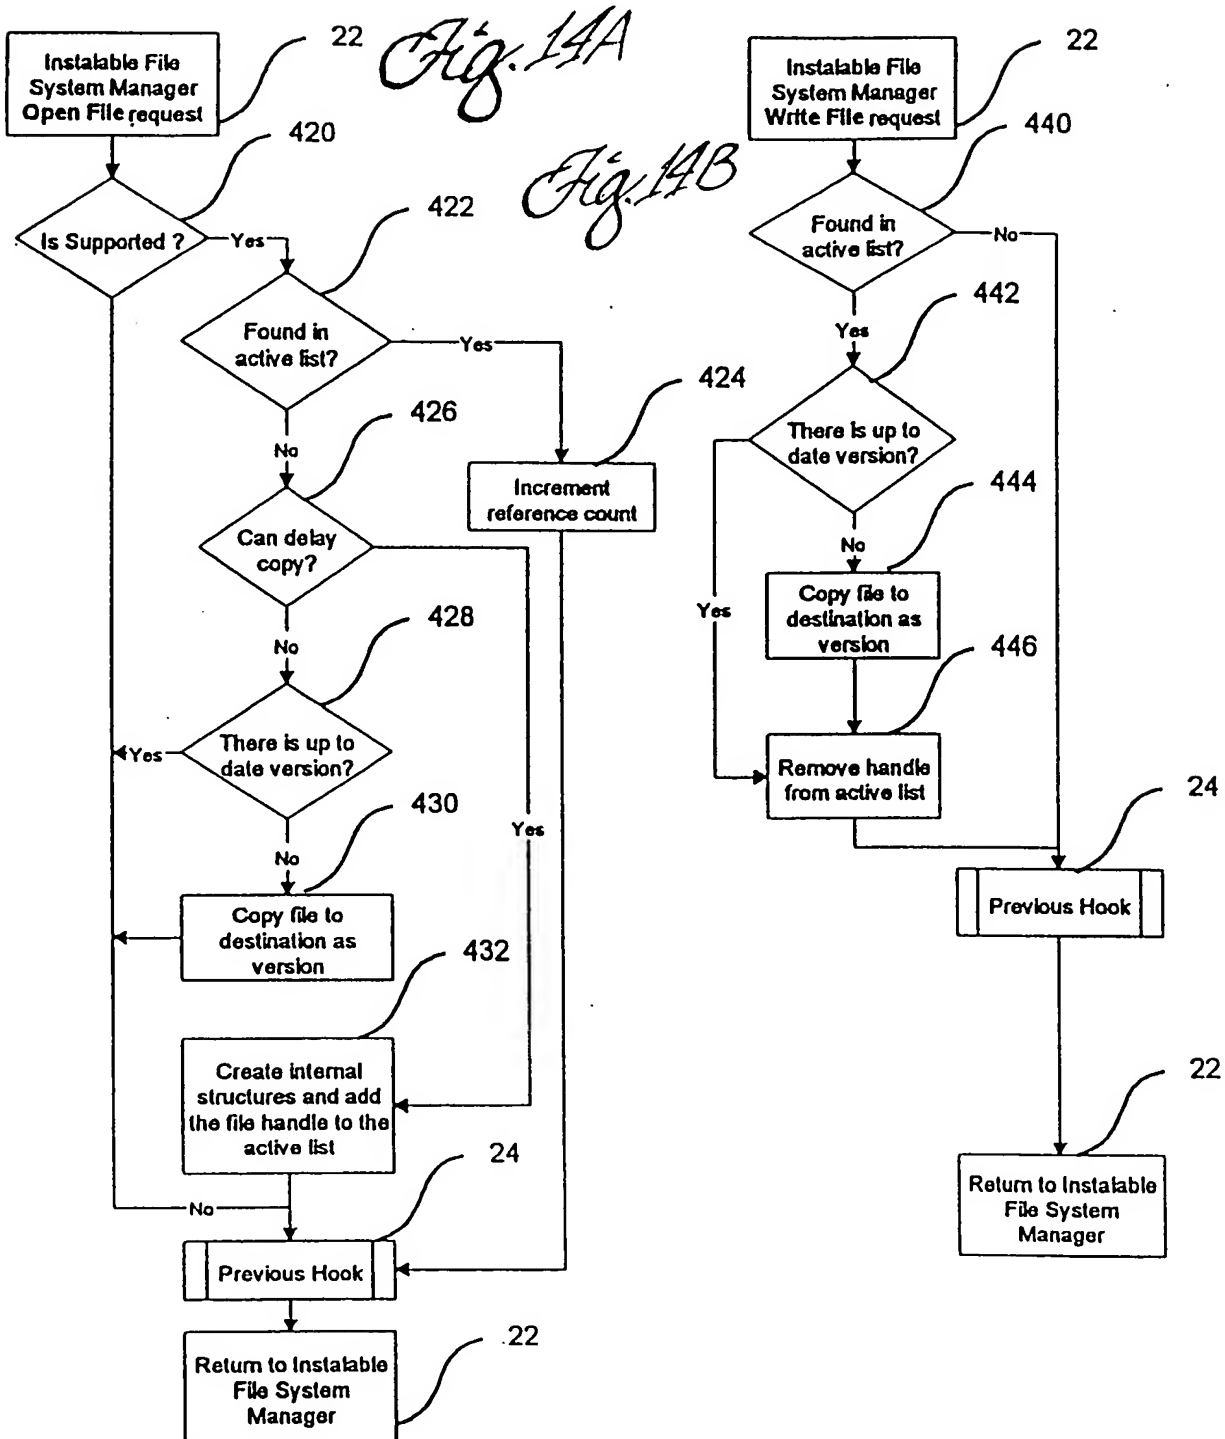 Fig. 14A
22
Instalable File
System Manager
Open File request
420
Is Supported ?
Yes
422
Found in
active list?
Yes
424
Increment
reference count
No
426
Can delay
copy?
Yes
No
428
There is up to
date version?
Yes
No
430
Copy file to
destination as
version
432
Create internal
structures and add
the file handle to the
active list
No
24
Previous Hook
22
Return to Instalable
File System
Manager
Fig. 14B
22
Instalable File
System Manager
Write File request
440
Found in
active list?
No
Yes
442
There is up to
date version?
Yes
No
444
Copy file to
destination as
version
446
Remove handle
from active list
24
Previous Hook
22
Return to Instalable
File System
Manager